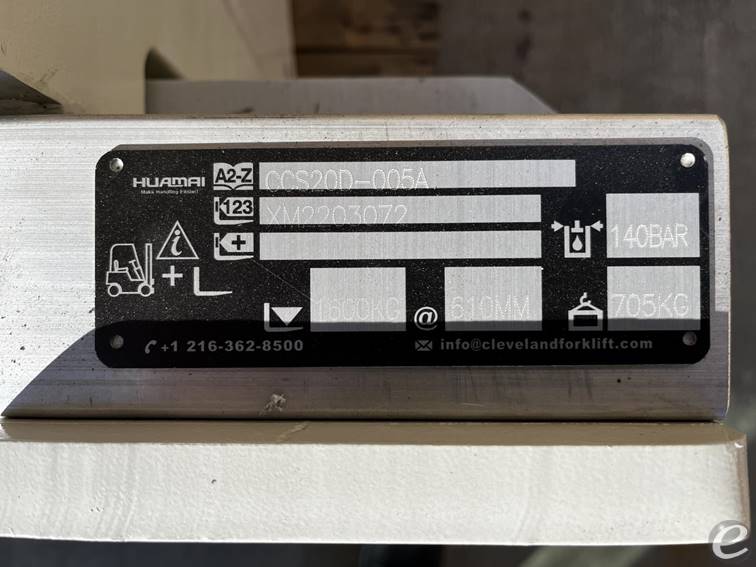 HUAMAI
Make Handling Easier!
A2-Z CCS20D-005A
123 XM2203072
140BAR
1600KG @ 610MM 705KG
+1 216-362-8500 info@clevelandforklift.com
e